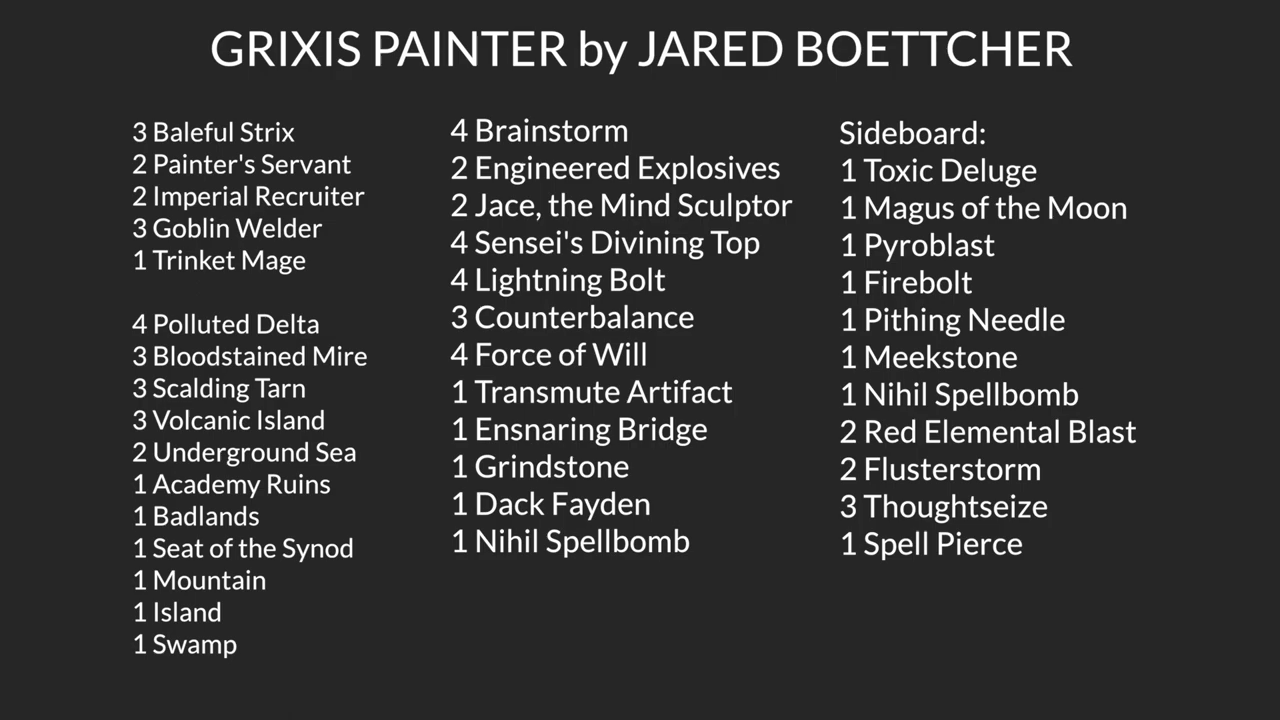 GRIXIS PAINTER by JARED BOETTCHER
3 Baleful Strix
2 Painter's Servant
2 Imperial Recruiter
3 Goblin Welder
1 Trinket Mage
4 Polluted Delta
3 Bloodstained Mire
3 Scalding Tarn
3 Volcanic Island
2 Underground Sea
1 Academy Ruins
1 Badlands
1 Seat of the Synod
1 Mountain
1 Island
1 Swamp
4 Brainstorm
2 Engineered Explosives
2 Jace, the Mind Sculptor
4 Sensei's Divining Top
4 Lightning Bolt
3 Counterbalance
4 Force of Will
1 Transmute Artifact
1 Ensnaring Bridge
1 Grindstone
1 Dack Fayden
1 Nihil Spellbomb
Sideboard:
1 Toxic Deluge
1 Magus of the Moon
1 Pyroblast
1 Firebolt
1 Pithing Needle
1 Meekstone
1 Nihil Spellbomb
2 Red Elemental Blast
2 Flusterstorm
3 Thoughtseize
1 Spell Pierce